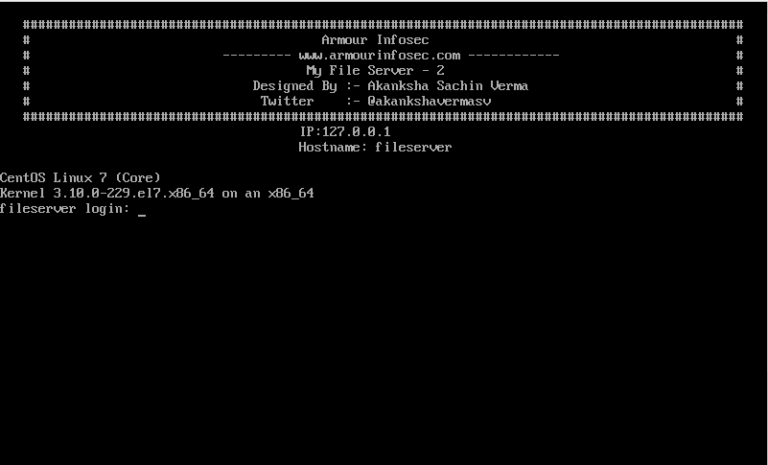 ##############################################################################################
# Armour Infosec #
# --------- www.armourinfosec.com ------------ #
# My File Server - 2 #
# Designed By :- Akanksha Sachin Verma #
# Twitter :- @akankshavermasv #
##############################################################################################
IP:127.0.0.1
Hostname: fileserver
CentOS Linux 7 (Core)
Kernel 3.10.0-229.el7.x86_64 on an x86_64
fileserver login: _